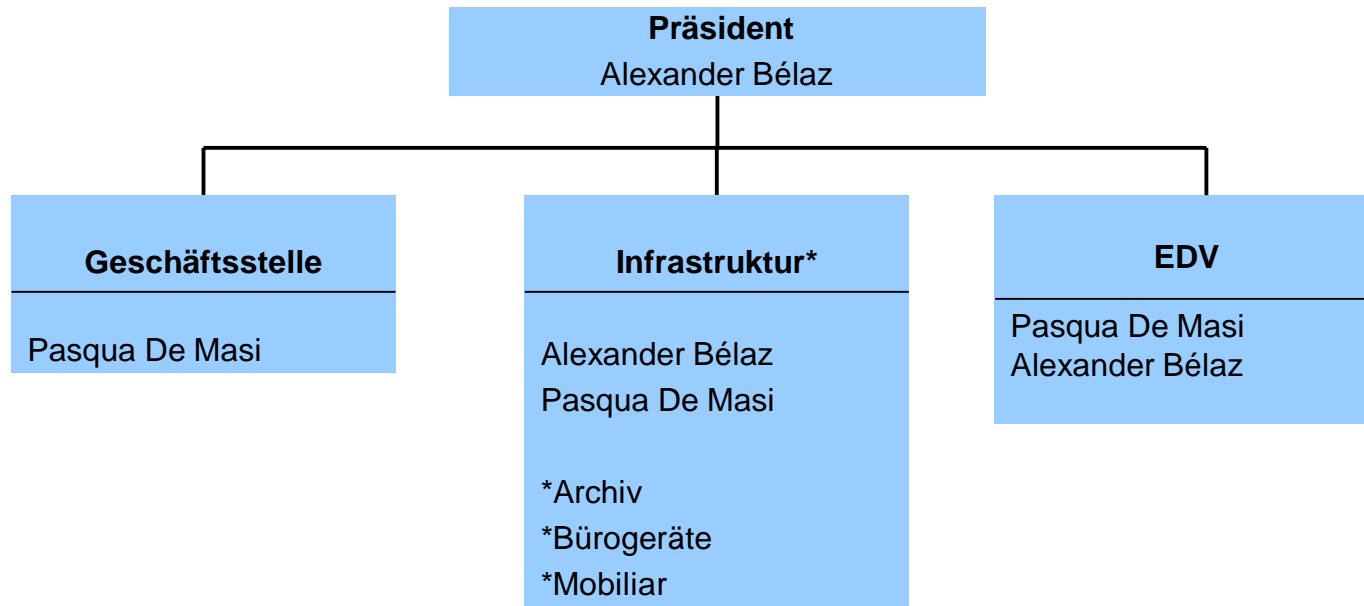 Präsident
Alexander Bélaz
Geschäftsstelle
Pasqua De Masi
Infrastruktur*
Alexander Bélaz
Pasqua De Masi
*Archiv
*Bürogeräte
*Mobiliar
EDV
Pasqua De Masi
Alexander Bélaz